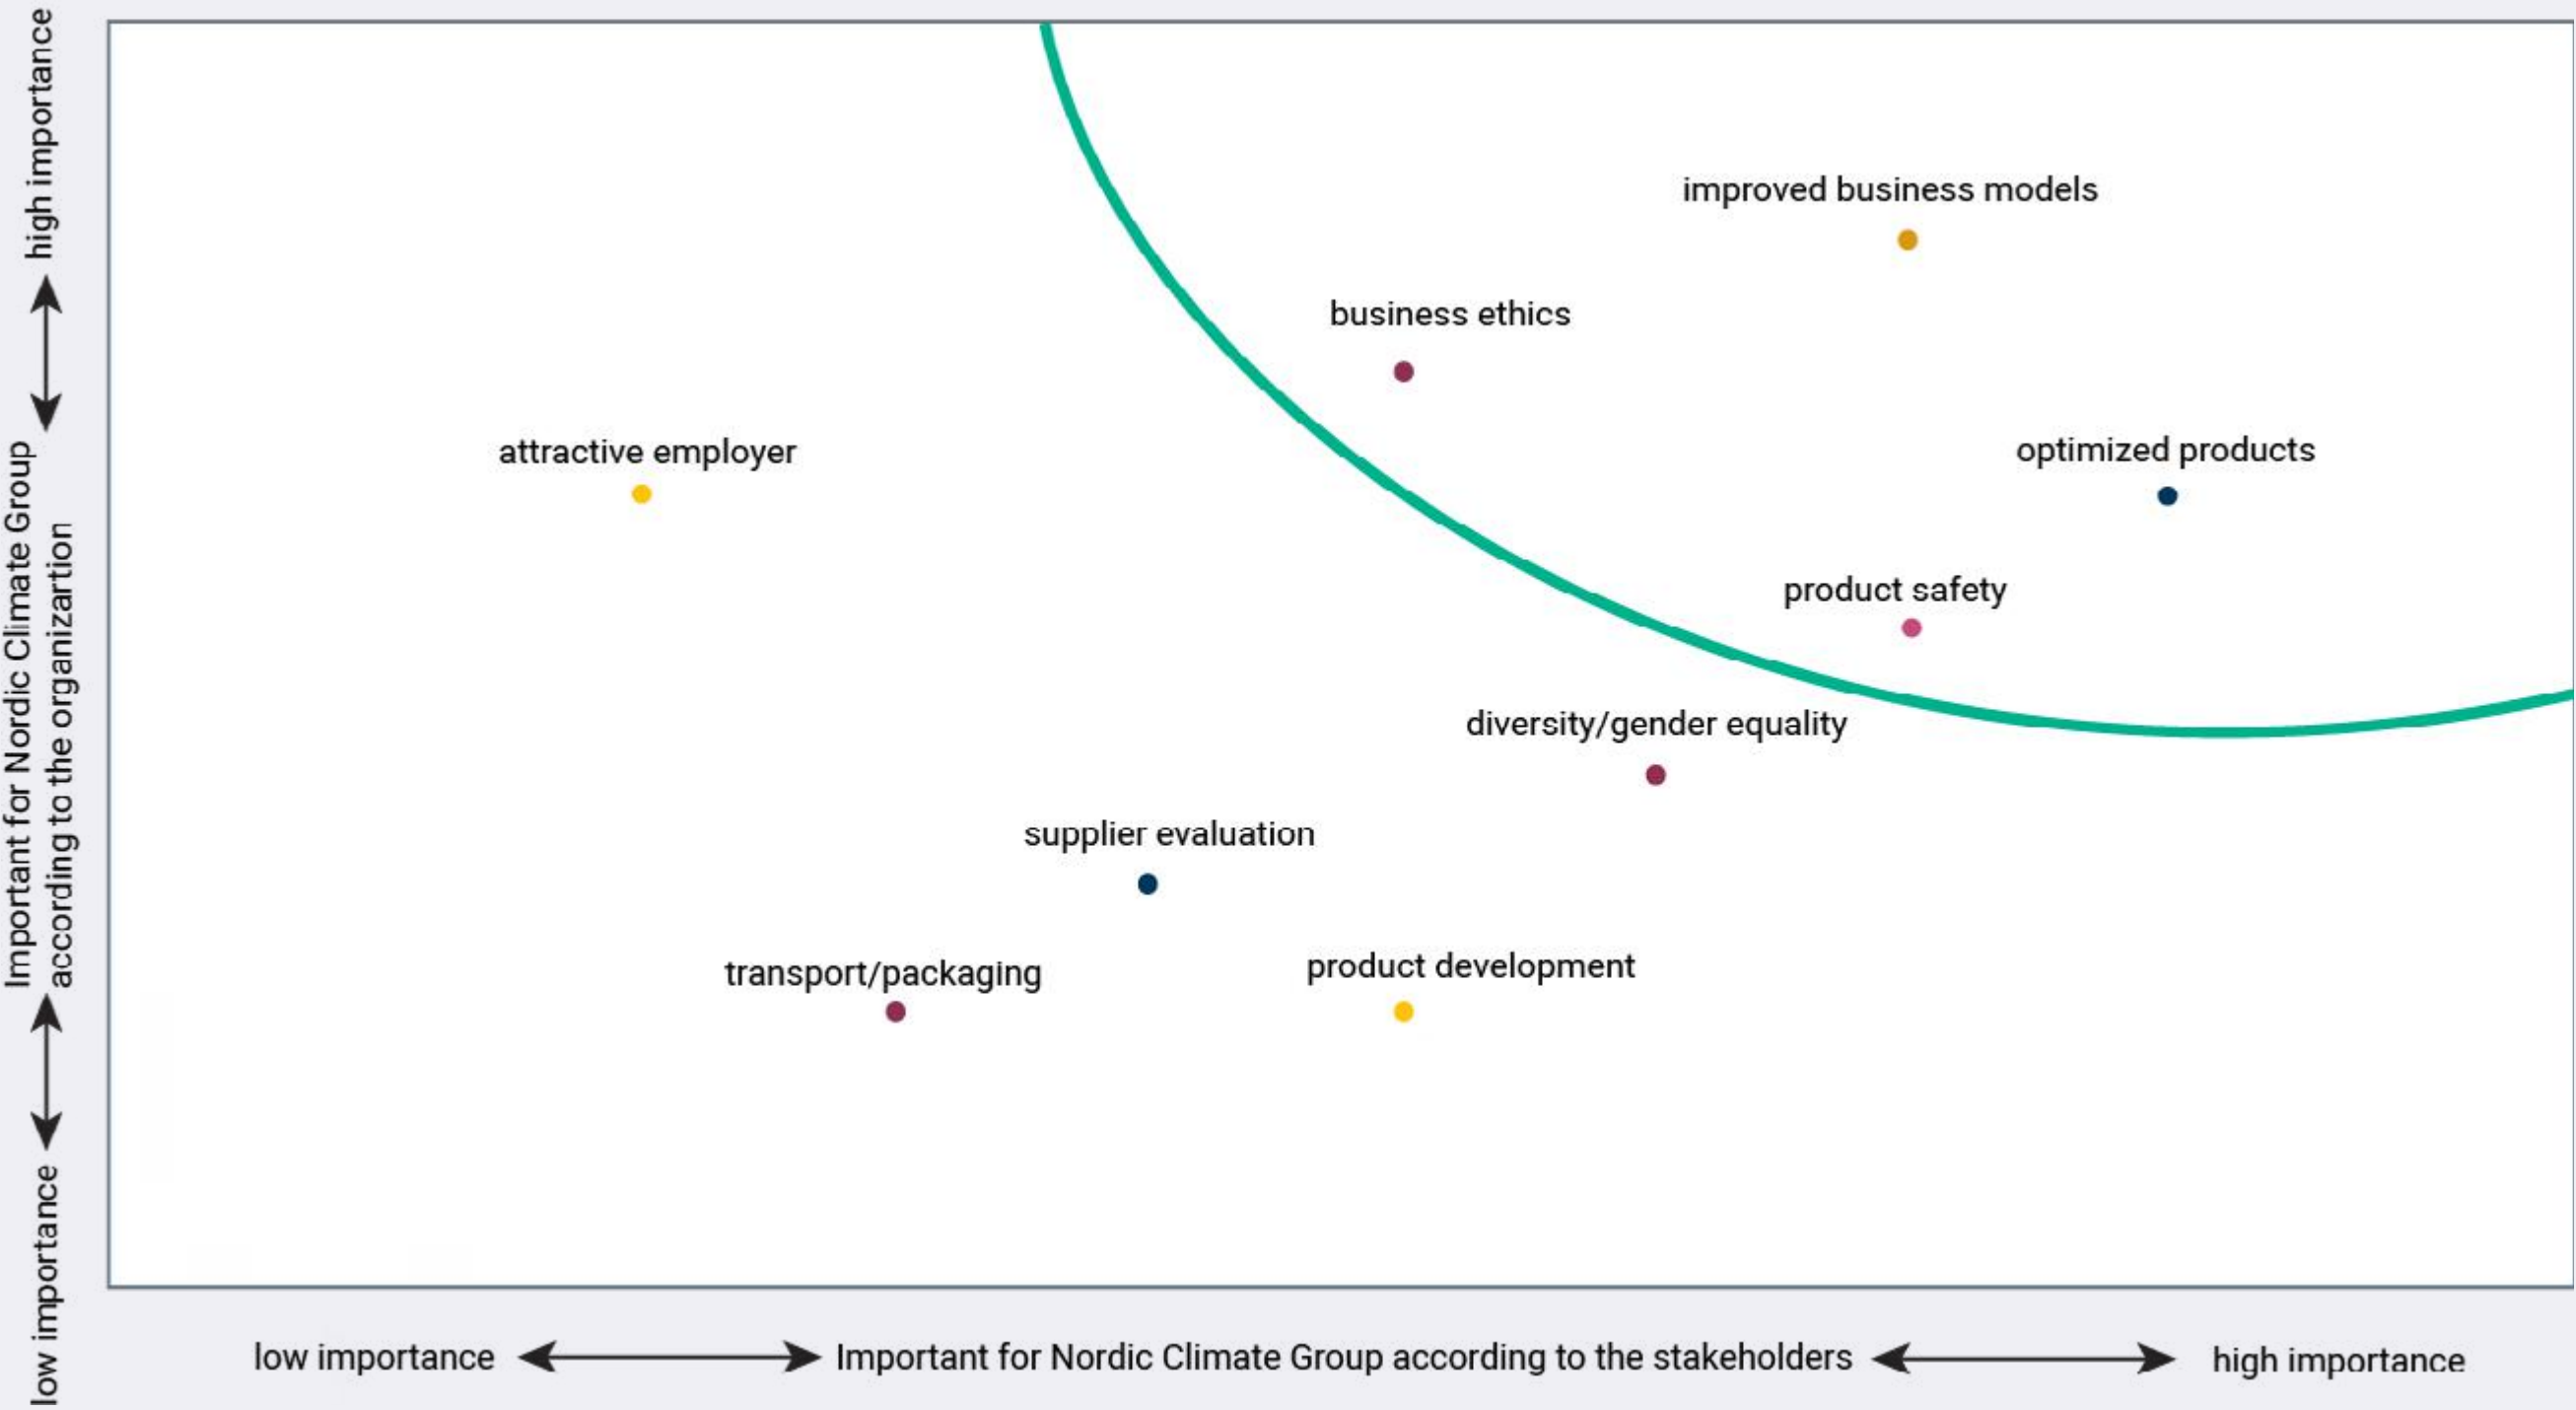 high importance
Important for Nordic Climate Group
according to the organizartion
low importance
improved business models
business ethics
attractive employer
optimized products
product safety
diversity/gender equality
supplier evaluation
transport/packaging
product development
low importance
Important for Nordic Climate Group according to the stakeholders
high importance